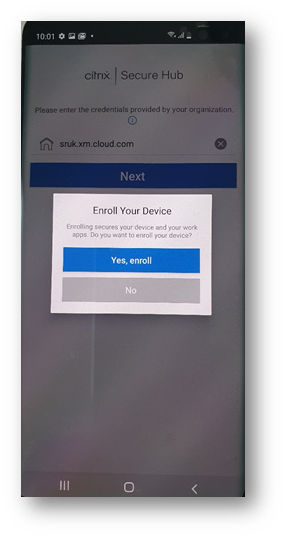 10:01
citrix | Secure Hub
Please enter the credentials provided by your organization.
sruk.xm.cloud.com
Next
Enroll Your Device
Enrolling secures your device and your work
apps. Do you want to enroll your device?
Yes, enroll
No